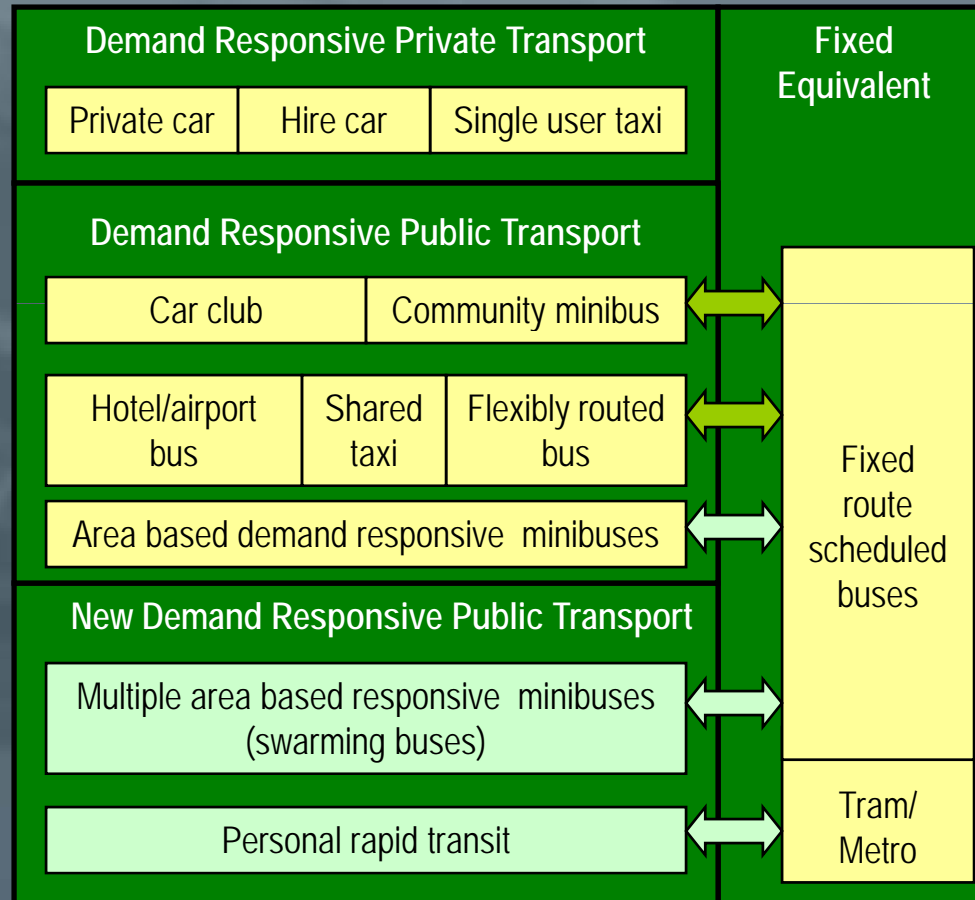 Demand Responsive Private Transport
Private car
Hire car
Single user taxi
Demand Responsive Public Transport
Car club
Community minibus
Hotel/airport
bus
Shared
taxi
Flexibly routed
bus
Area based demand responsive minibuses
New Demand Responsive Public Transport
Multiple area based responsive minibuses
(swarming buses)
Personal rapid transit
Fixed
Equivalent
Fixed
route
scheduled
buses
Tram/
Metro